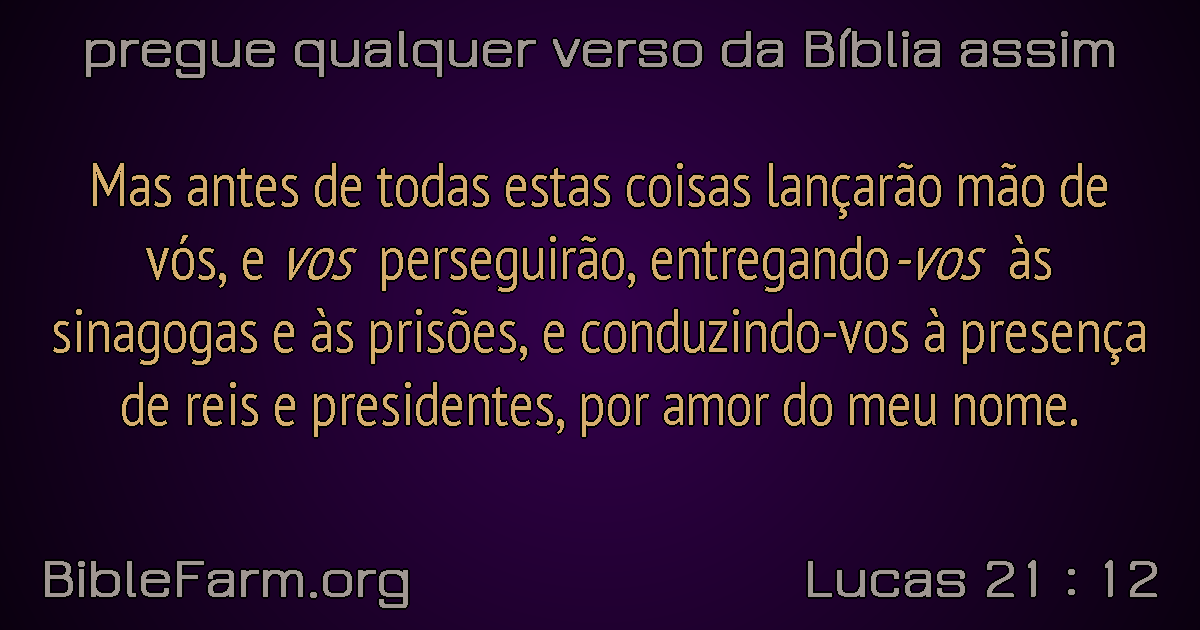 pregue qualquer verso da Bíblia assim
Mas antes de todas estas coisas lançarão mão de
vós, e vos perseguirão, entregando-vos às
sinagogas e às prisões, e conduzindo-vos à presença
de reis e presidentes, por amor do meu nome.
BibleFarm.org
Lucas 21 : 12